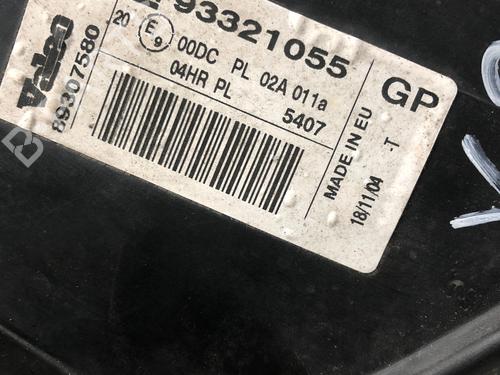 93321055
GP
Valeo
89307580
20
E9
00DC PL 02A 011a
04HR PL
5407
MADE IN EU
18/11/04 -T